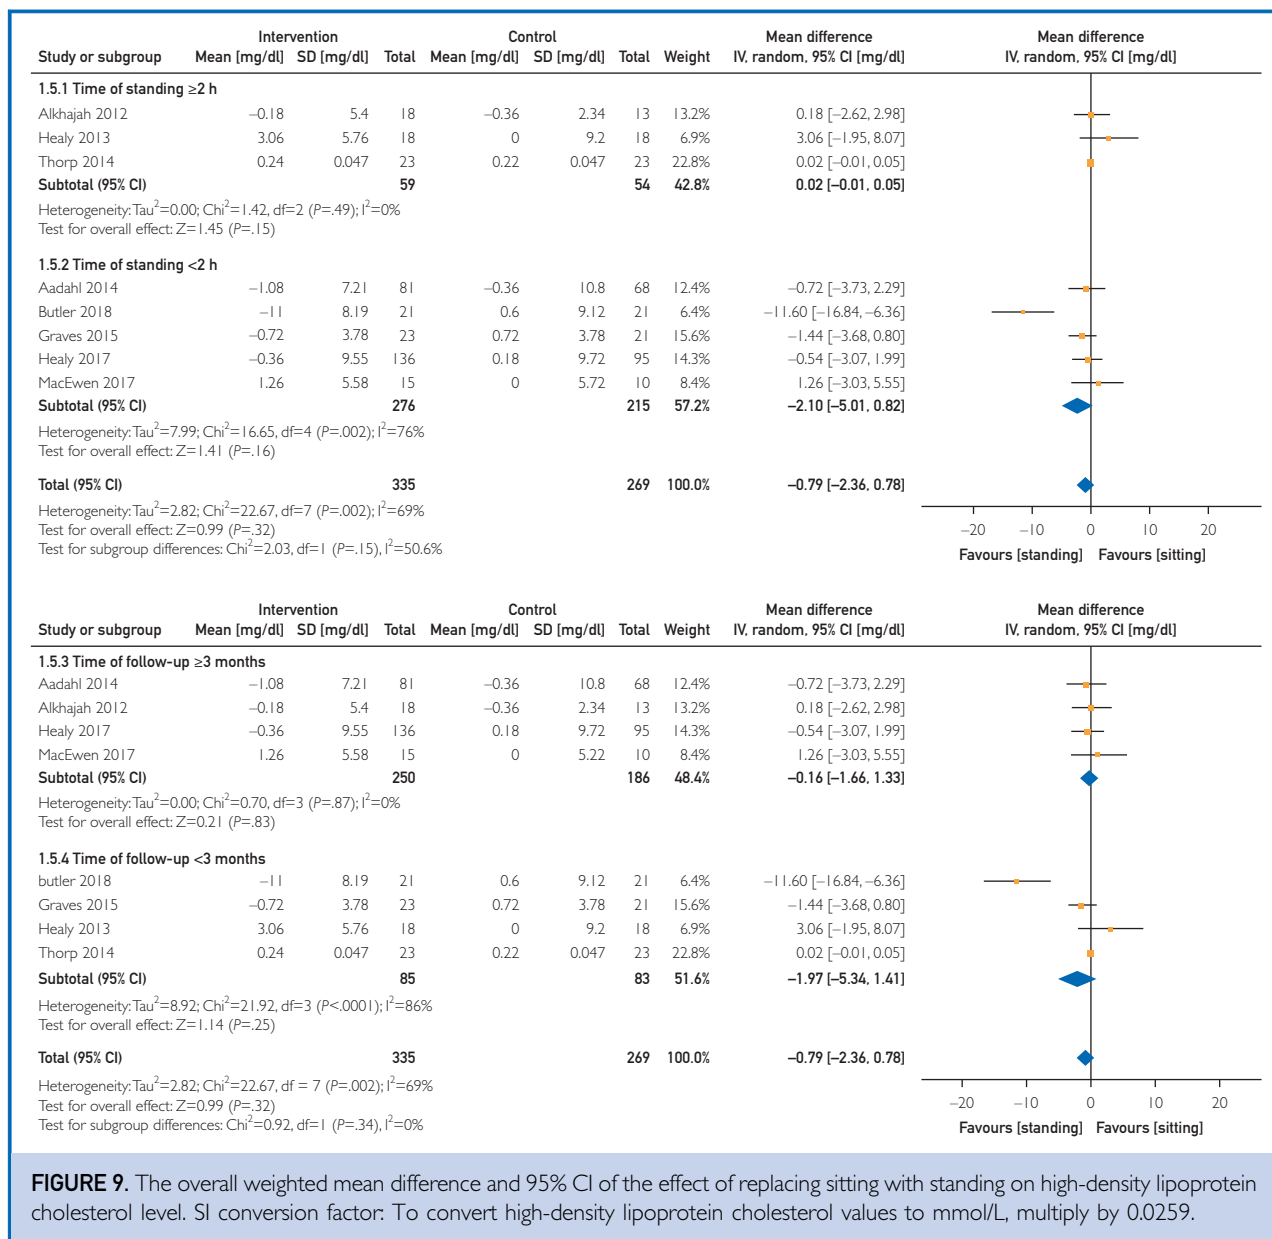 Intervention Control Mean difference Mean difference
Study or subgroup Mean [mg/dl] SD [mg/dl] Total Mean [mg/dl] SD [mg/dl] Total Weight IV, random, 95% CI [mg/dl] IV, random, 95% CI [mg/dl]
1.5.1 Time of standing ≥2 h
Alkhajah 2012 −0.18 5.4 18 −0.36 2.34 13 13.2% 0.18 [−2.62, 2.98]
Healy 2013 3.06 5.76 18 0 9.2 18 6.9% 3.06 [−1.95, 8.07]
Thorp 2014 0.24 0.047 23 0.22 0.047 23 22.8% 0.02 [−0.01, 0.05]
Subtotal (95% CI) 59 54 42.8% 0.02 [−0.01, 0.05]
Heterogeneity: Tau²=0.00; Chi²=1.42, df=2 (P=.49); I²=0%
Test for overall effect: Z=1.45 (P=.15)
1.5.2 Time of standing <2 h
Aadahl 2014 −1.08 7.21 81 −0.36 10.8 68 12.4% −0.72 [−3.73, 2.29]
Butler 2018 −11 8.19 21 0.6 9.12 21 6.4% −11.60 [−16.84, −6.36]
Graves 2015 −0.72 3.78 23 0.72 3.78 21 15.6% −1.44 [−3.68, 0.80]
Healy 2017 −0.36 9.55 136 0.18 9.72 95 14.3% −0.54 [−3.07, 1.99]
MacEwen 2017 1.26 5.58 15 0 5.72 10 8.4% 1.26 [−3.03, 5.55]
Subtotal (95% CI) 276 215 57.2% −2.10 [−5.01, 0.82]
Heterogeneity: Tau²=7.99; Chi²=16.65, df=4 (P=.002); I²=76%
Test for overall effect: Z=1.41 (P=.16)
Total (95% CI) 335 269 100.0% −0.79 [−2.36, 0.78]
Heterogeneity: Tau²=2.82; Chi²=22.67, df=7 (P=.002); I²=69%
Test for overall effect: Z=0.99 (P=.32)
Test for subgroup differences: Chi²=2.03, df=1 (P=.15), I²=50.6%
−20 −10 0 10 20
Favours [standing] Favours [sitting]
Intervention Control Mean difference Mean difference
Study or subgroup Mean [mg/dl] SD [mg/dl] Total Mean [mg/dl] SD [mg/dl] Total Weight IV, random, 95% CI [mg/dl] IV, random, 95% CI [mg/dl]
1.5.3 Time of follow-up ≥3 months
Aadahl 2014 −1.08 7.21 81 −0.36 10.8 68 12.4% −0.72 [−3.73, 2.29]
Alkhajah 2012 −0.18 5.4 18 −0.36 2.34 13 13.2% 0.18 [−2.62, 2.98]
Healy 2017 −0.36 9.55 136 0.18 9.72 95 14.3% −0.54 [−3.07, 1.99]
MacEwen 2017 1.26 5.58 15 0 5.22 10 8.4% 1.26 [−3.03, 5.55]
Subtotal (95% CI) 250 186 48.4% −0.16 [−1.66, 1.33]
Heterogeneity: Tau²=0.00; Chi²=0.70, df=3 (P=.87); I²=0%
Test for overall effect: Z=0.21 (P=.83)
1.5.4 Time of follow-up <3 months
butler 2018 −11 8.19 21 0.6 9.12 21 6.4% −11.60 [−16.84, −6.36]
Graves 2015 −0.72 3.78 23 0.72 3.78 21 15.6% −1.44 [−3.68, 0.80]
Healy 2013 3.06 5.76 18 0 9.2 18 6.9% 3.06 [−1.95, 8.07]
Thorp 2014 0.24 0.047 23 0.22 0.047 23 22.8% 0.02 [−0.01, 0.05]
Subtotal (95% CI) 85 83 51.6% −1.97 [−5.34, 1.41]
Heterogeneity: Tau²=8.92; Chi²=21.92, df=3 (P<.0001); I²=86%
Test for overall effect: Z=1.14 (P=.25)
Total (95% CI) 335 269 100.0% −0.79 [−2.36, 0.78]
Heterogeneity: Tau²=2.82; Chi²=22.67, df = 7 (P=.002); I²=69%
Test for overall effect: Z=0.99 (P=.32)
Test for subgroup differences: Chi²=0.92, df=1 (P=.34), I²=0%
−20 −10 0 10 20
Favours [standing] Favours [sitting]
FIGURE 9. The overall weighted mean difference and 95% CI of the effect of replacing sitting with standing on high-density lipoprotein
cholesterol level. SI conversion factor: To convert high-density lipoprotein cholesterol values to mmol/L, multiply by 0.0259.